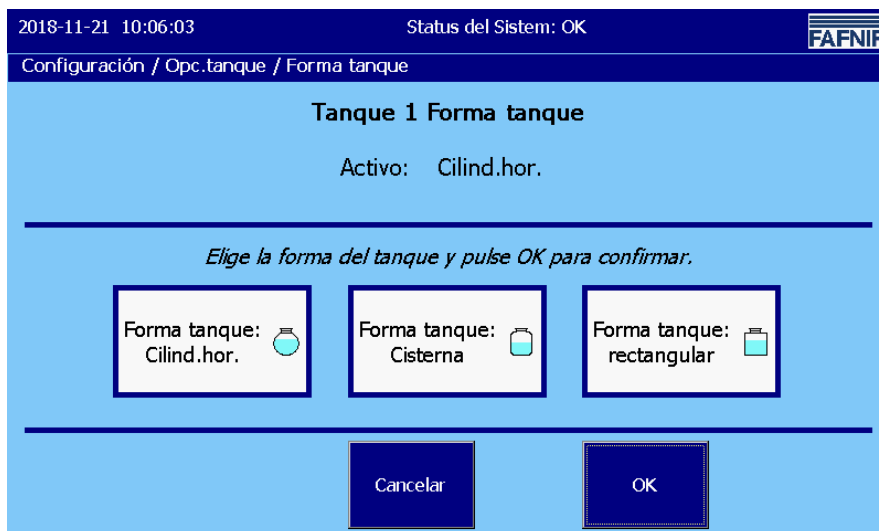 2018-11-21 10:06:03 Status del Sistem: OK
FAFNIR
Configuración / Opc.tanque / Forma tanque
Tanque 1 Forma tanque
Activo: Cilind.hor.
Elige la forma del tanque y pulse OK para confirmar.
Forma tanque:
Cilind.hor.
Forma tanque:
Cisterna
Forma tanque:
rectangular
Cancelar
OK